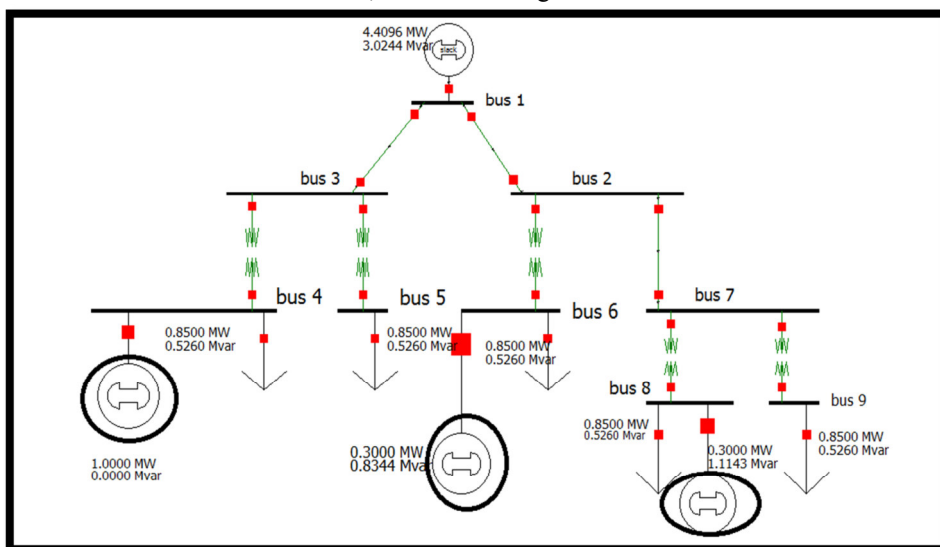 4.4096 MW
3.0244 Mvar
slack
bus 1
bus 3
bus 2
bus 4
bus 5
bus 6
bus 7
0.8500 MW
0.5260 Mvar
0.8500 MW
0.5260 Mvar
0.8500 MW
0.5260 Mvar
bus 8
bus 9
0.8500 MW
0.5260 Mvar
0.8500 MW
0.5260 Mvar
0.3000 MW
0.8344 Mvar
0.3000 MW
1.1143 Mvar
1.0000 MW
0.0000 Mvar